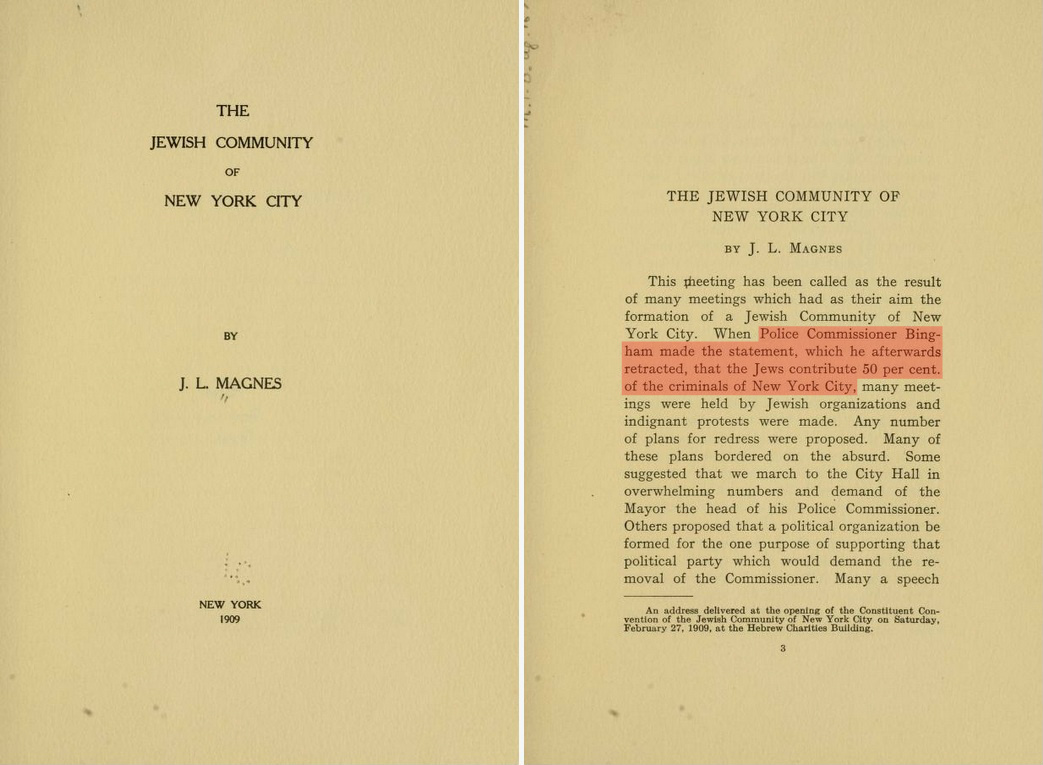 THE
JEWISH COMMUNITY
OF
NEW YORK CITY
BY
J. L. MAGNES
NEW YORK
1909
THE JEWISH COMMUNITY OF
NEW YORK CITY
BY J. L. MAGNES
This meeting has been called as the result
of many meetings which had as their aim the
formation of a Jewish Community of New
York City. When Police Commissioner Bing-
ham made the statement, which he afterwards
retracted, that the Jews contribute 50 per cent.
of the criminals of New York City, many meet-
ings were held by Jewish organizations and
indignant protests were made. Any number
of plans for redress were proposed. Many of
these plans bordered on the absurd. Some
suggested that we march to the City Hall in
overwhelming numbers and demand of the
Mayor the head of his Police Commissioner.
Others proposed that a political organization be
formed for the one purpose of supporting that
political party which would demand the re-
moval of the Commissioner. Many a speech
An address delivered at the opening of the Constituent Con-
vention of the Jewish Community of New York City on Saturday,
February 27, 1909, at the Hebrew Charities Building.
3